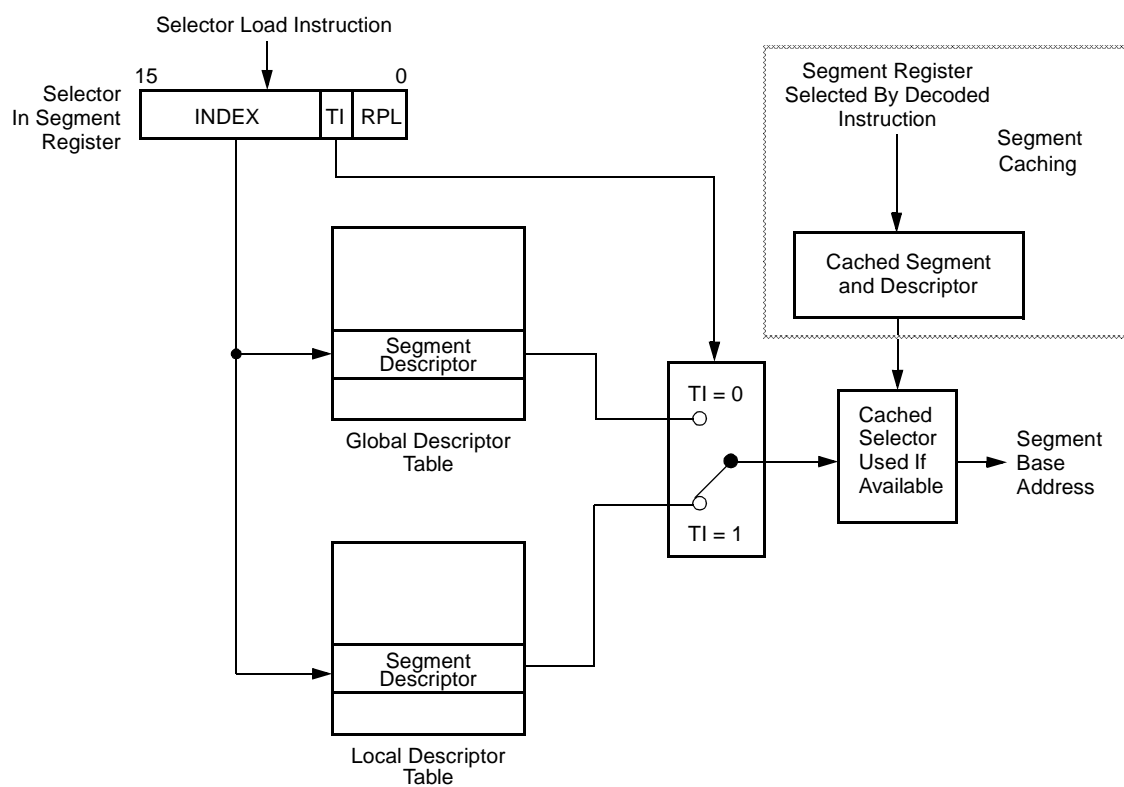 Selector Load Instruction
15
0
Selector
In Segment
Register
INDEX
TI
RPL
Segment Register
Selected By Decoded
Instruction
Segment
Caching
Cached Segment
and Descriptor
Segment
Descriptor
Global Descriptor
Table
TI = 0
TI = 1
Cached
Selector
Used If
Available
Segment
Base
Address
Segment
Descriptor
Local Descriptor
Table